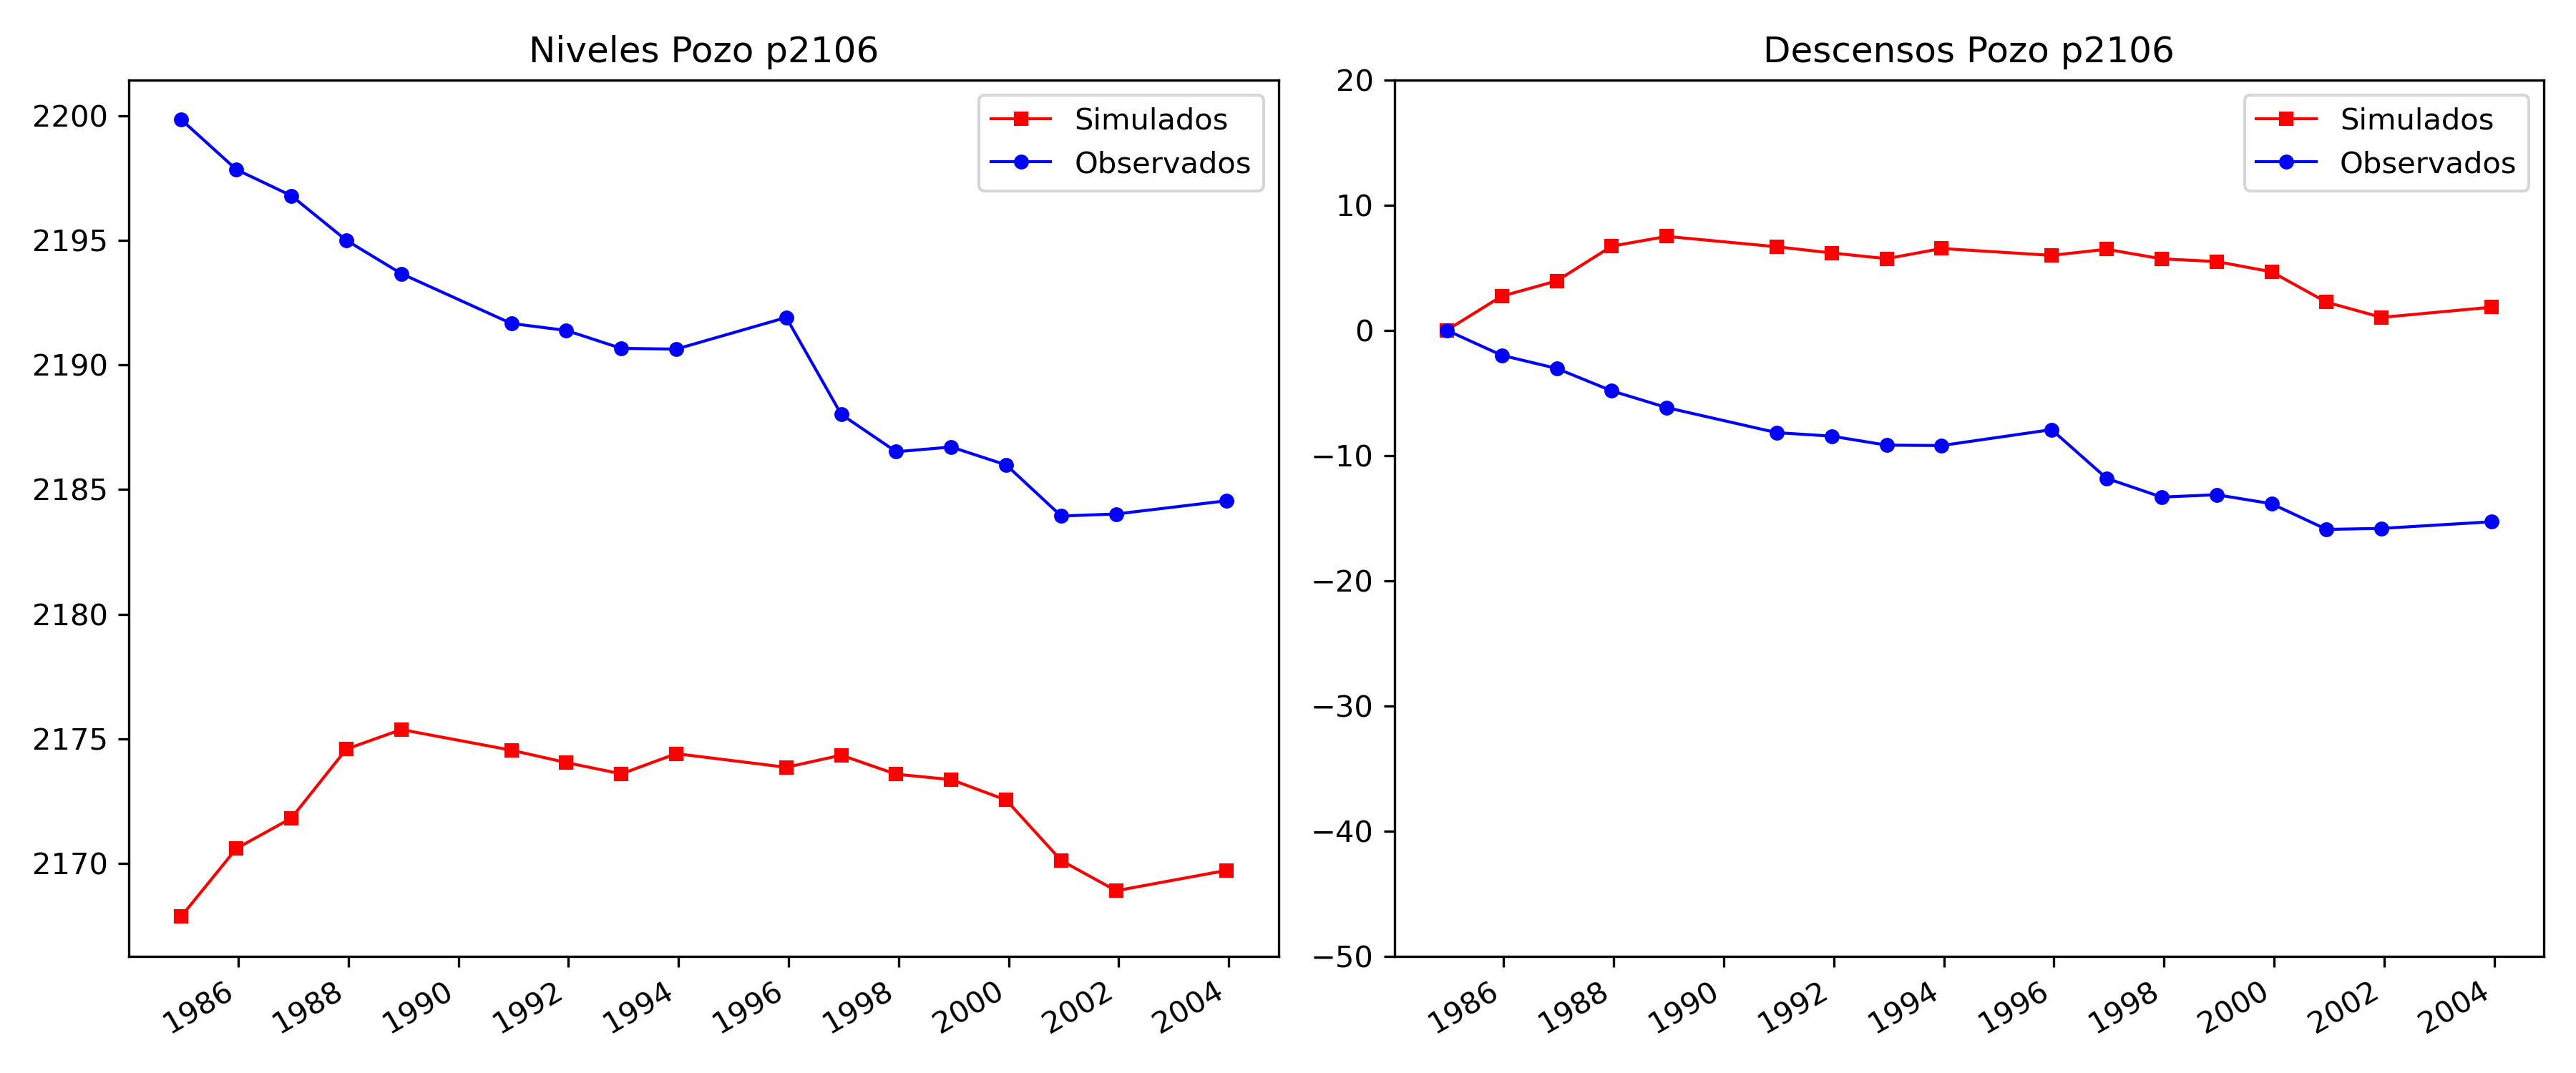 Niveles Pozo p2106
2200
2195
2190
2185
2180
2175
2170
1986 1988 1990 1992 1994 1996 1998 2000 2002 2004
Simulados
Observados
Descensos Pozo p2106
20
10
0
−10
−20
−30
−40
−50
1986 1988 1990 1992 1994 1996 1998 2000 2002 2004
Simulados
Observados